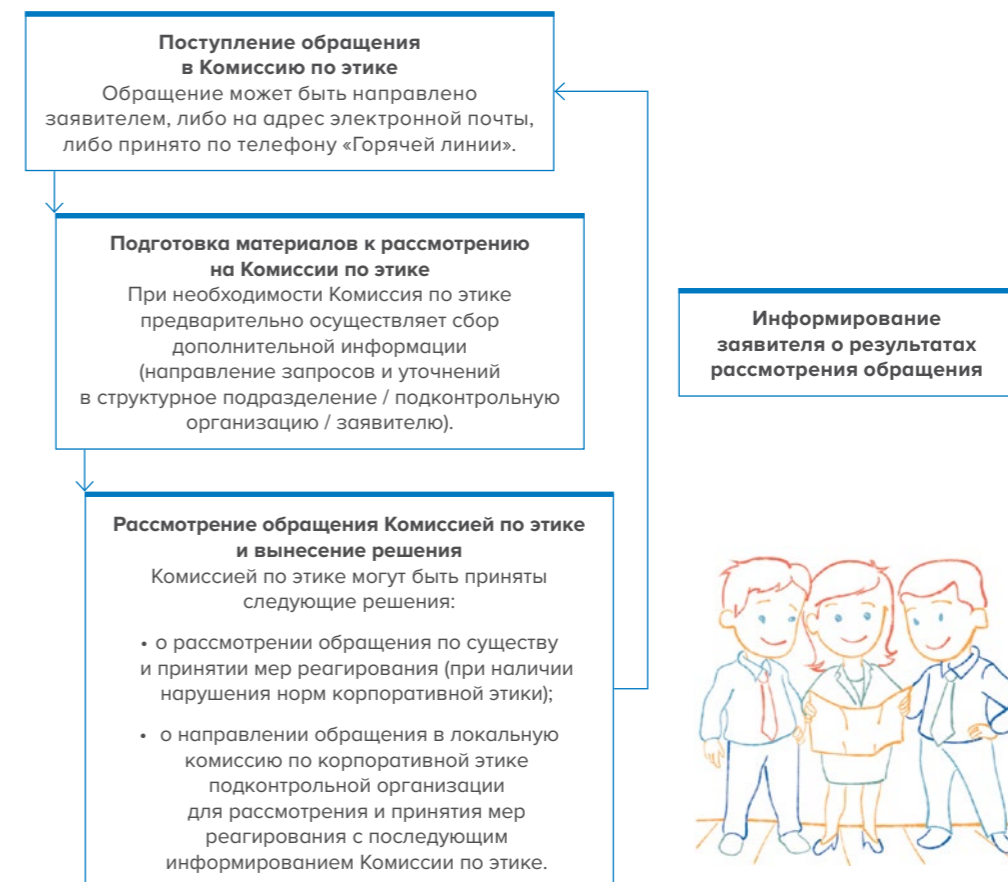 Поступление обращения
в Комиссию по этике
Обращение может быть направлено
заявителем, либо на адрес электронной почты,
либо принято по телефону «Горячей линии».
Подготовка материалов к рассмотрению
на Комиссии по этике
При необходимости Комиссия по этике
предварительно осуществляет сбор
дополнительной информации
(направление запросов и уточнений
в структурное подразделение / подконтрольную
организацию / заявителю).
Информирование
заявителя о результатах
рассмотрения обращения
Рассмотрение обращения Комиссией по этике
и вынесение решения
Комиссией по этике могут быть приняты
следующие решения:
• о рассмотрении обращения по существу
и принятии мер реагирования (при наличии
нарушения норм корпоративной этики);
• о направлении обращения в локальную
комиссию по корпоративной этике
подконтрольной организации
для рассмотрения и принятия мер
реагирования с последующим
информированием Комиссии по этике.